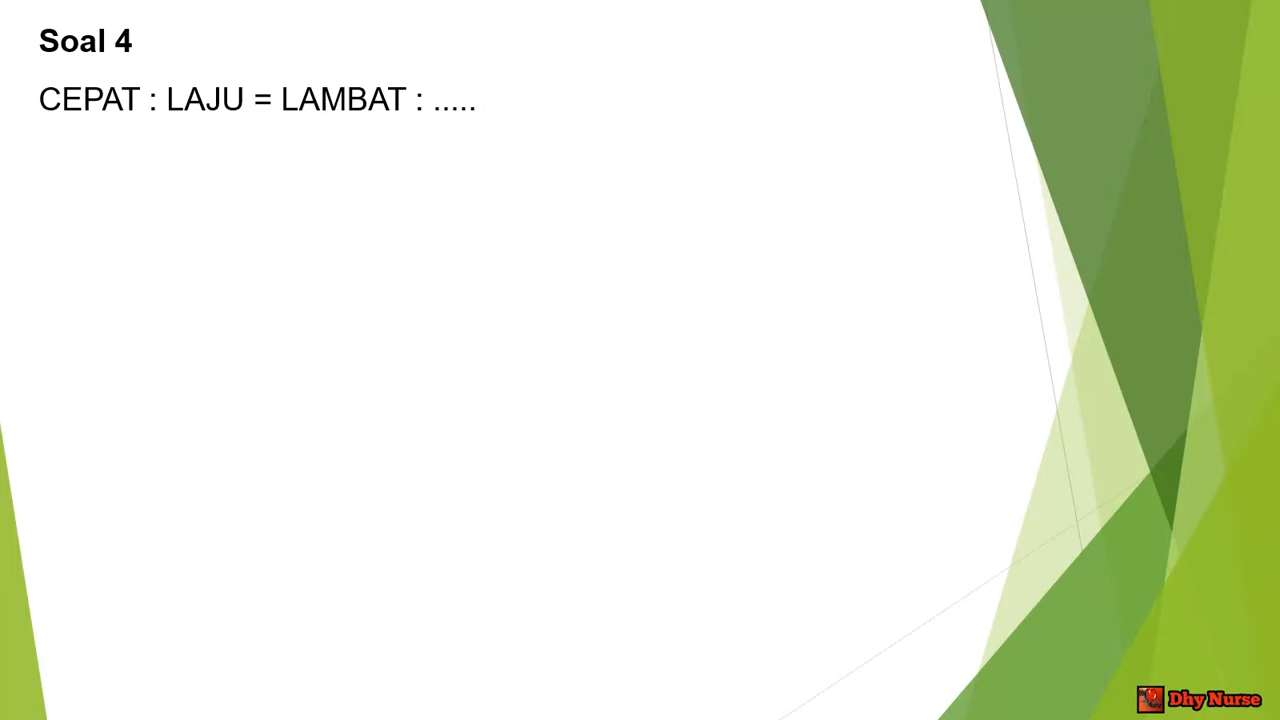 Soal 4
CEPAT : LAJU = LAMBAT : .....
Dhy Nurse